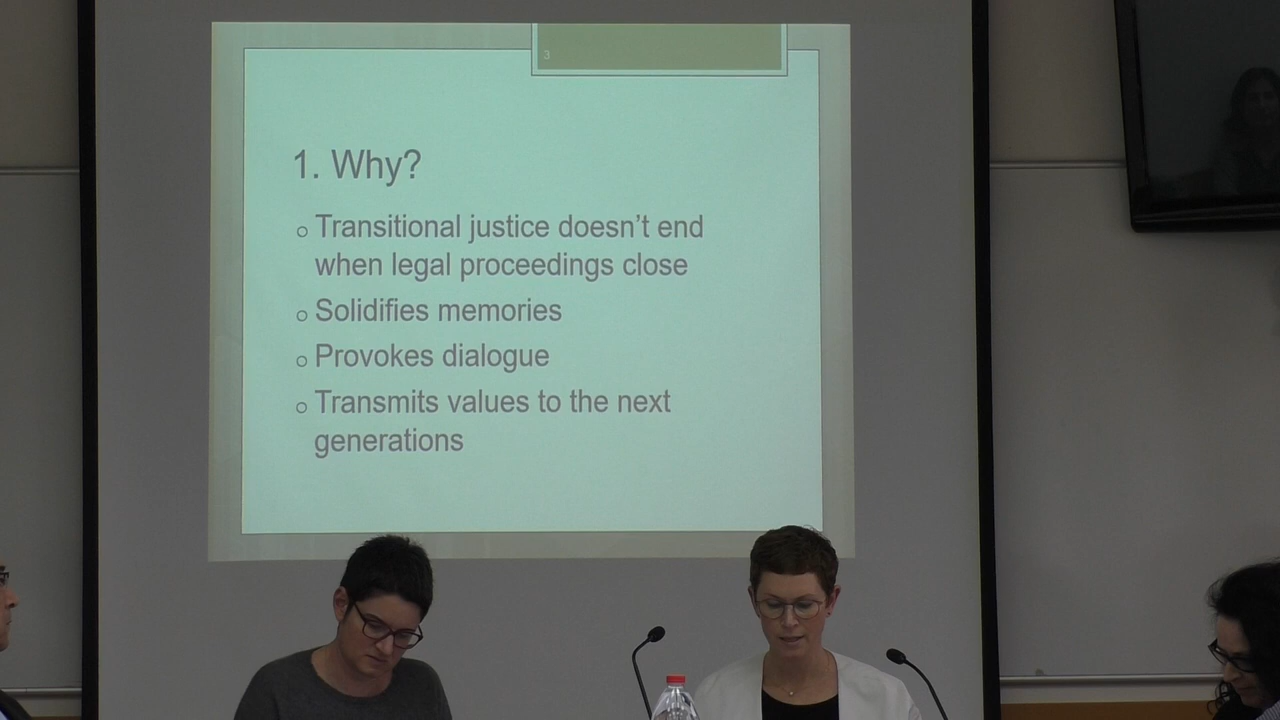 3
1. Why?
Transitional justice doesn’t end
when legal proceedings close
Solidifies memories
Provokes dialogue
Transmits values to the next
generations